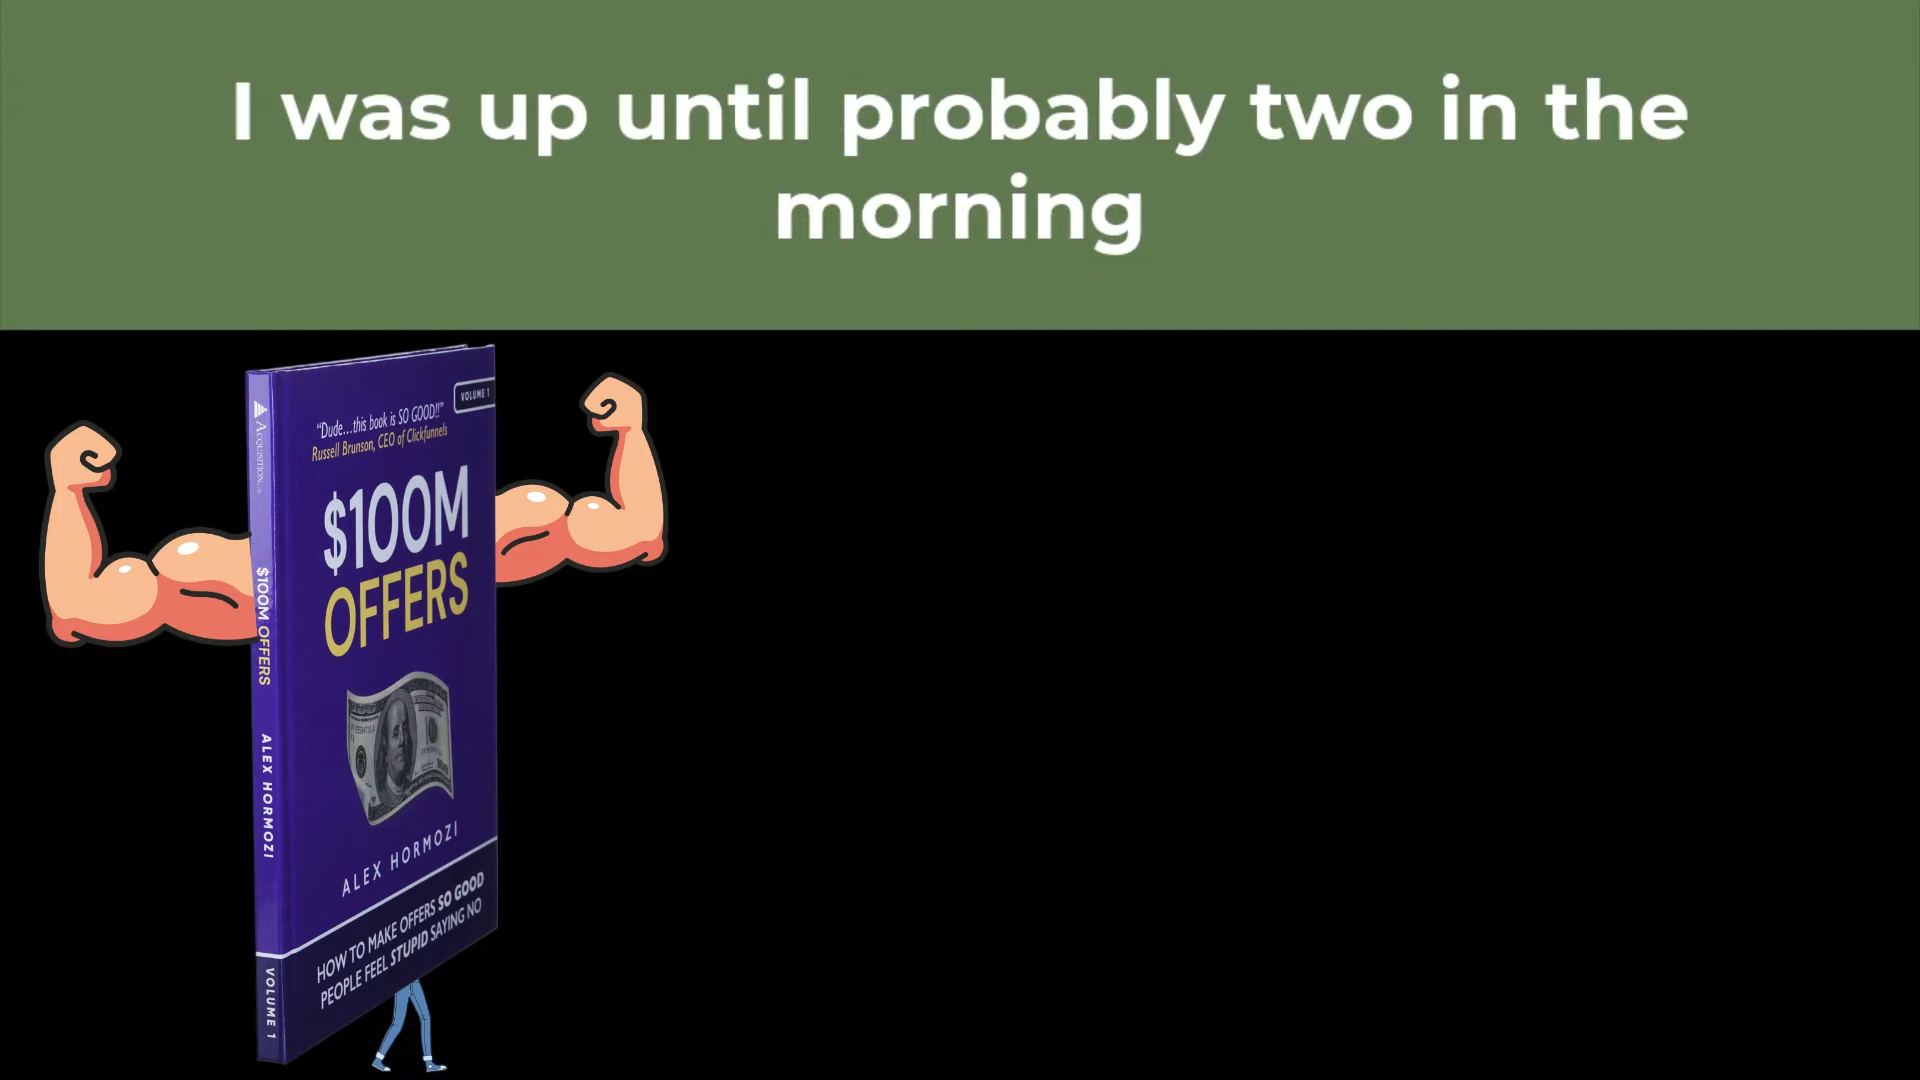 I was up until probably two in the
morning
VOLUME 1
“Dude...this book is SO GOOD!!”
Russell Brunson, CEO of Clickfunnels
$100M
OFFERS
ALEX HORMOZI
HOW TO MAKE OFFERS SO GOOD
PEOPLE FEEL STUPID SAYING NO
ACQUISITION
$100M OFFERS
ALEX HORMOZI
VOLUME 1